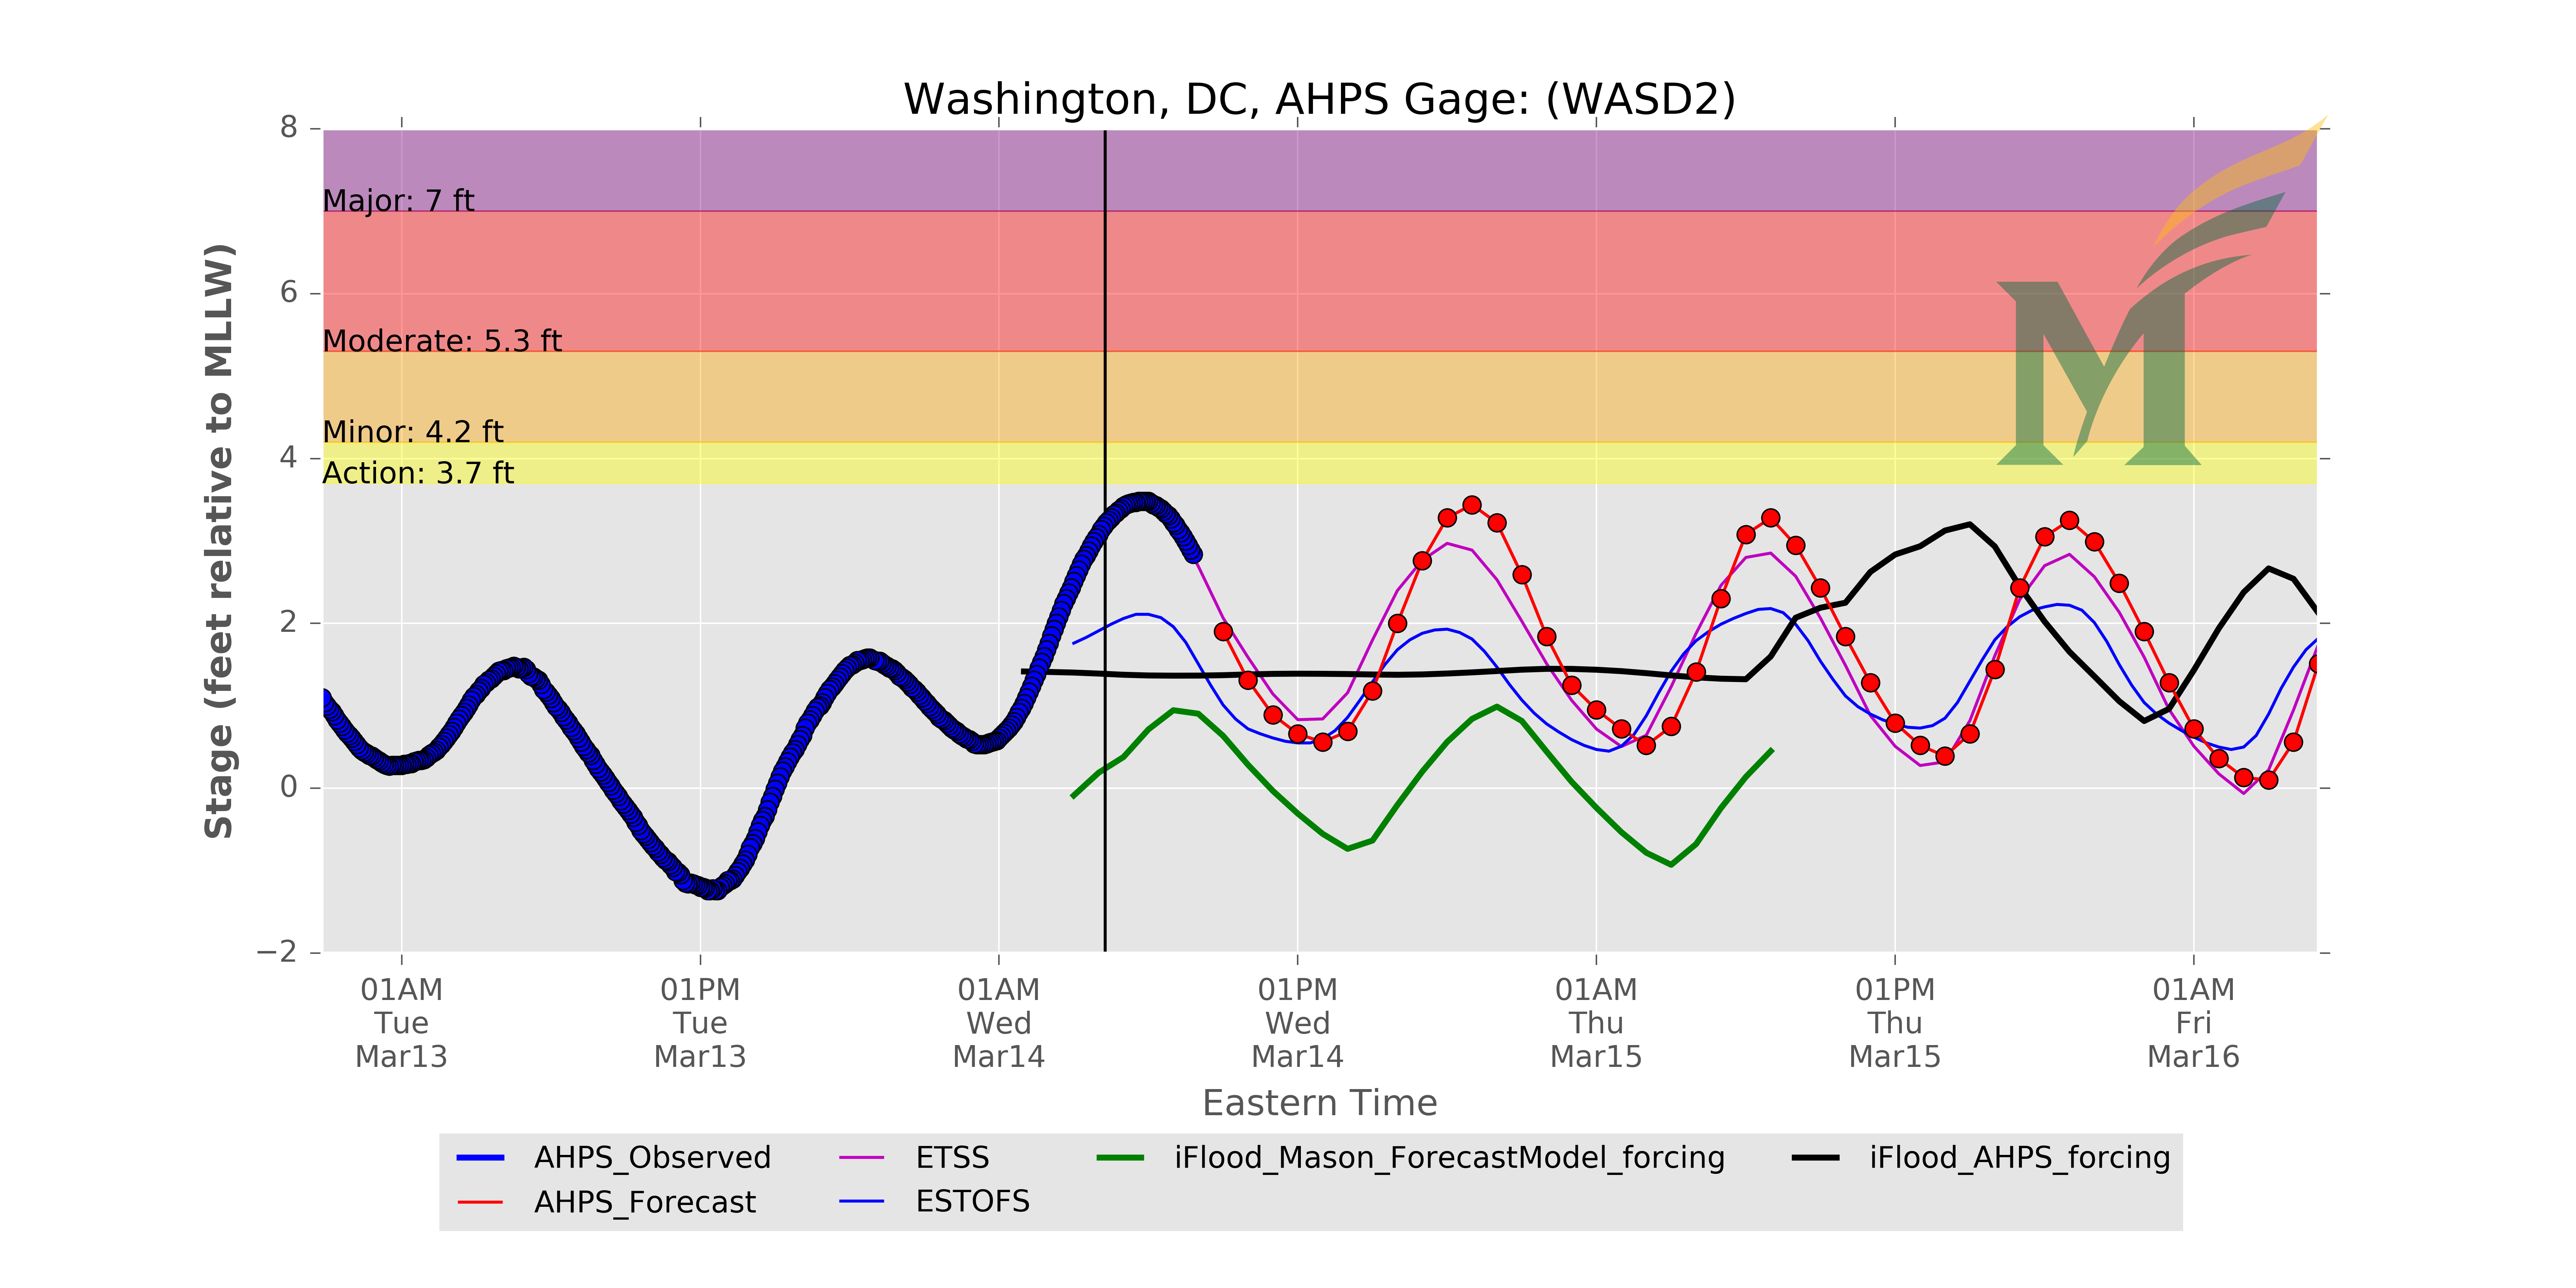 Washington, DC, AHPS Gage: (WASD2)
Stage (feet relative to MLLW)
8
6
4
2
0
−2
Major: 7 ft
Moderate: 5.3 ft
Minor: 4.2 ft
Action: 3.7 ft
01AM 01PM 01AM 01PM 01AM 01PM 01AM
Tue Tue Wed Wed Thu Thu Fri
Mar13 Mar13 Mar14 Mar14 Mar15 Mar15 Mar16
Eastern Time
AHPS_Observed ETSS iFlood_Mason_ForecastModel_forcing iFlood_AHPS_forcing
AHPS_Forecast ESTOFS